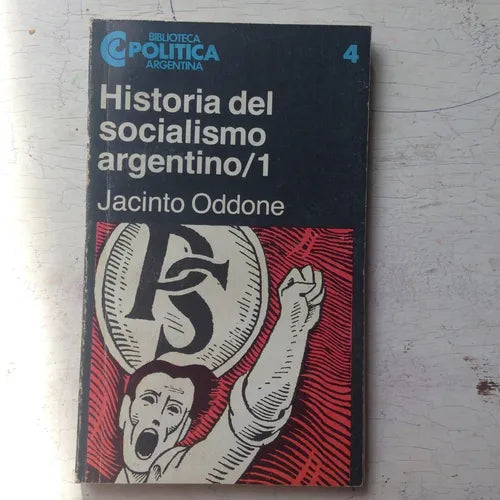 BIBLIOTECA
POLITICA
ARGENTINA
4
Historia del
socialismo
argentino/1
Jacinto Oddone
PS